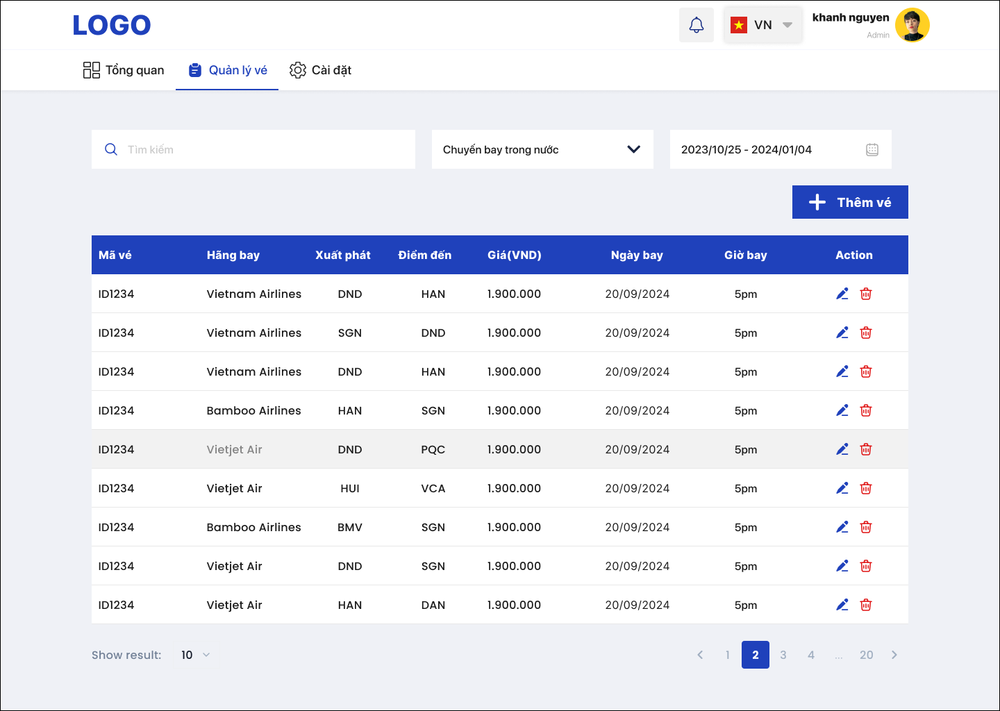 LOGO
VN
khanh nguyen
Admin
Tổng quan
Quản lý vé
Cài đặt
Tìm kiếm
Chuyến bay trong nước
2023/10/25 - 2024/01/04
Thêm vé
Mã vé Hãng bay Xuất phát Điểm đến Giá(VND) Ngày bay Giờ bay Action
ID1234 Vietnam Airlines DND HAN 1.900.000 20/09/2024 5pm
ID1234 Vietnam Airlines SGN DND 1.900.000 20/09/2024 5pm
ID1234 Vietnam Airlines DND HAN 1.900.000 20/09/2024 5pm
ID1234 Bamboo Airlines HAN SGN 1.900.000 20/09/2024 5pm
ID1234 Vietjet Air DND PQC 1.900.000 20/09/2024 5pm
ID1234 Vietjet Air HUI VCA 1.900.000 20/09/2024 5pm
ID1234 Bamboo Airlines BMV SGN 1.900.000 20/09/2024 5pm
ID1234 Vietjet Air DND SGN 1.900.000 20/09/2024 5pm
ID1234 Vietjet Air HAN DAN 1.900.000 20/09/2024 5pm
Show result: 10
1 2 3 4 ... 20